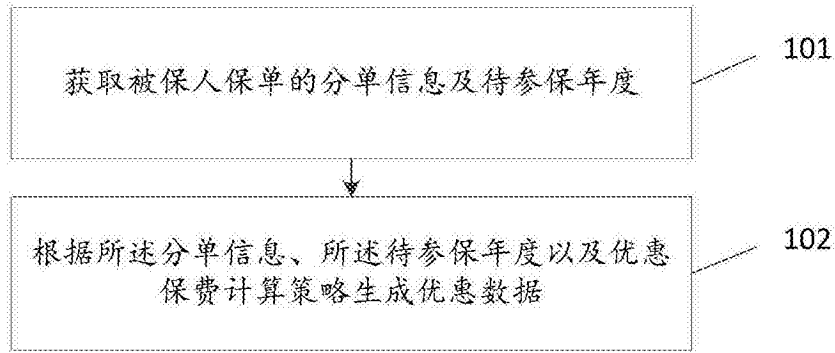 获取被保人保单的分单信息及待参保年度
101
根据所述分单信息、所述待参保年度以及优惠
保费计算策略生成优惠数据
102